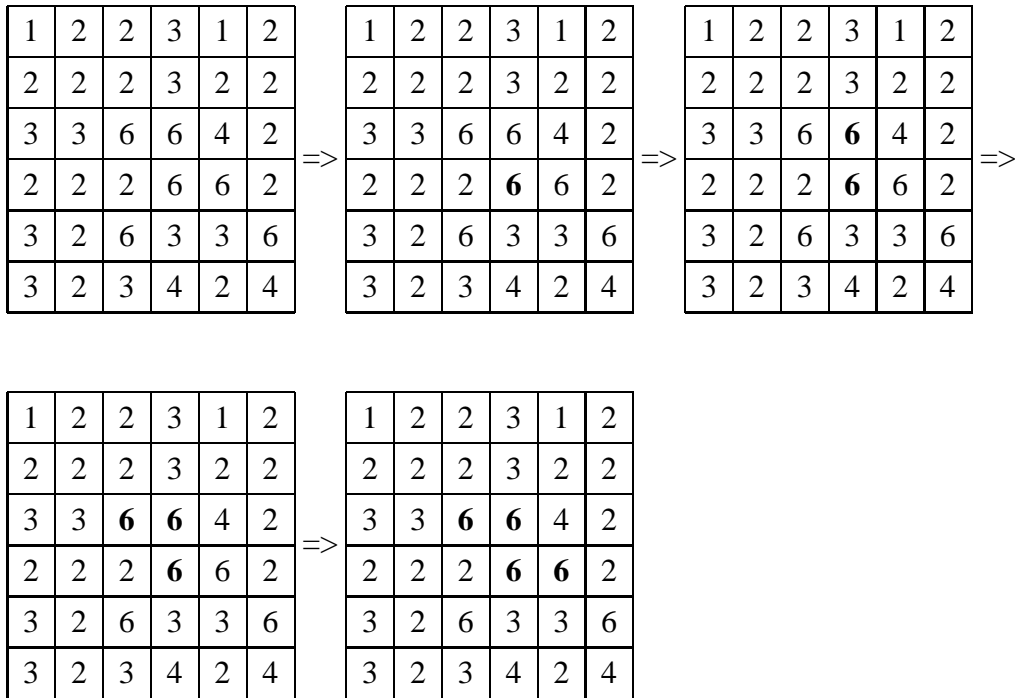 1 2 2 3 1 2 1 2 2 3 1 2 1 2 2 3 1 2
2 2 2 3 2 2 2 2 2 3 2 2 2 2 2 3 2 2
3 3 6 6 4 2 3 3 6 6 4 2 3 3 6 6 4 2
=> => =>
2 2 2 6 6 2 2 2 2 6 6 2 2 2 2 6 6 2
3 2 6 3 3 6 3 2 6 3 3 6 3 2 6 3 3 6
3 2 3 4 2 4 3 2 3 4 2 4 3 2 3 4 2 4
1 2 2 3 1 2 1 2 2 3 1 2
2 2 2 3 2 2 2 2 2 3 2 2
3 3 6 6 4 2 3 3 6 6 4 2
=>
2 2 2 6 6 2 2 2 2 6 6 2
3 2 6 3 3 6 3 2 6 3 3 6
3 2 3 4 2 4 3 2 3 4 2 4